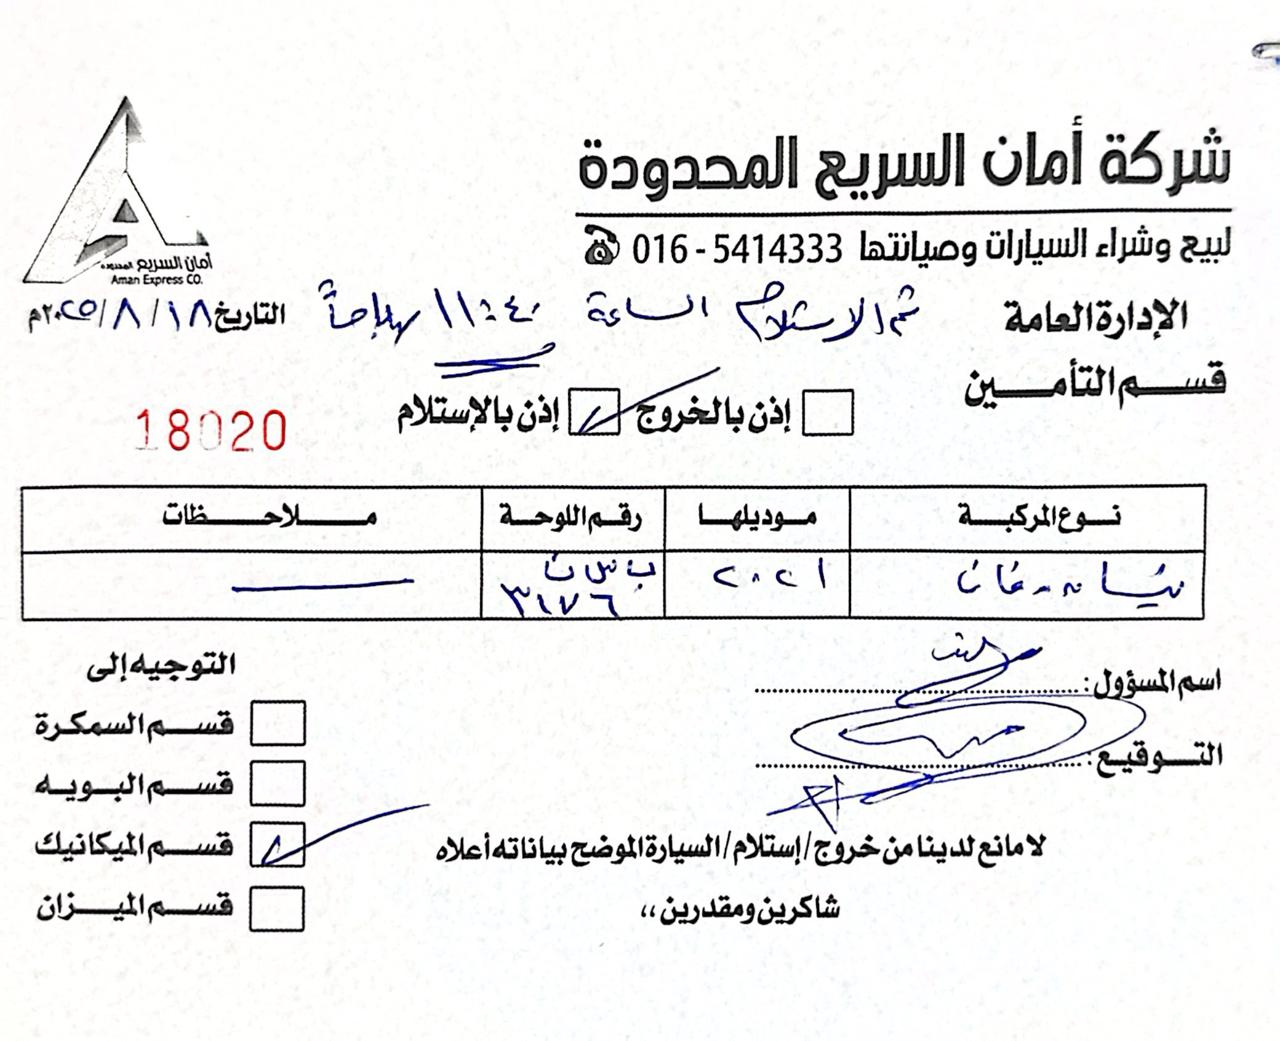 شركة أمان السريع المحدودة
لبيع وشراء السيارات وصيانتها 016 - 5414333
أمان السريع المحدودة
Aman Express CO.
الإدارة العامة
تم الاستلام الساعة ١١:٤٠ صباحاً
التاريخ ١٨ / ٨ / ٢٠٢٥م
قسم التأمين
إذن بالخروج
إذن بالإستلام
18020
نوع المركبة موديلها رقم اللوحة ملاحظات
نيسان ٢٠٢١
٣١٧٦
اسم المسؤول:
التوقيع:
لا مانع لدينا من خروج/إستلام/السيارة الموضح بياناته أعلاه
شاكرين ومقدرين ،،
التوجيه إلى
قسم السمكرة
قسم البويه
قسم الميكانيك
قسم الميزان